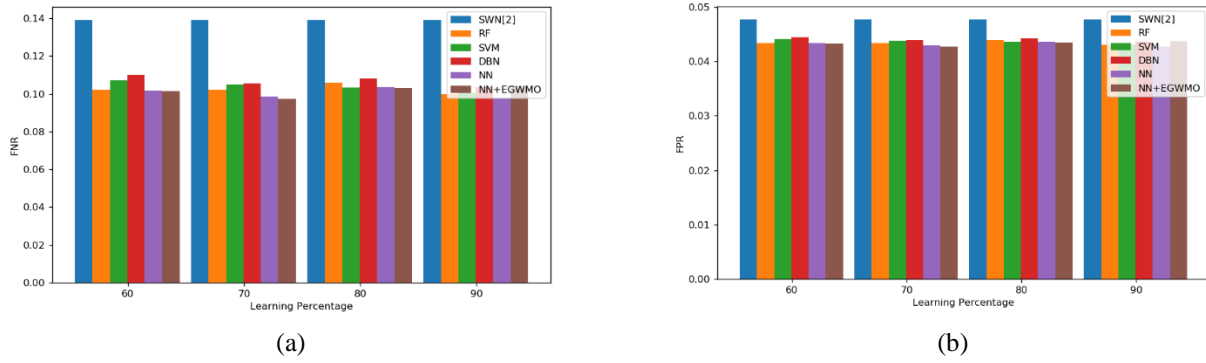 0.14
0.12
0.10
0.08
0.06
0.04
0.02
0.00
FNR
60
70
80
90
Learning Percentage
SWN[2]
RF
SVM
DBN
NN
NN+EGWMO
(a)
0.05
0.04
0.03
0.02
0.01
0.00
FPR
60
70
80
90
Learning Percentage
SWN[2]
RF
SVM
DBN
NN
NN+EGWMO
(b)